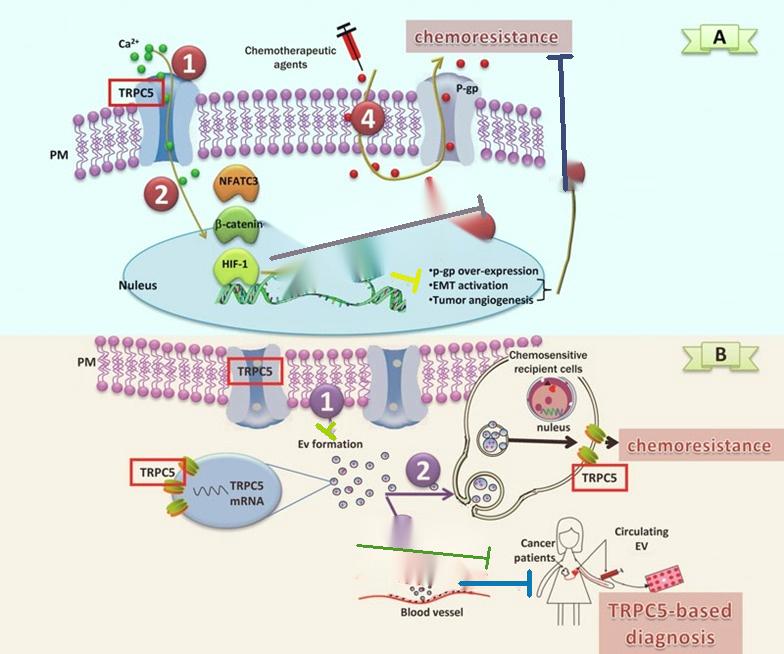 chemoresistance
A
Ca2+
1
Chemotherapeutic
agents
TRPC5
P-gp
4
PM
2
NFATC3
β-catenin
HIF-1
Nuleus
•p-gp over-expression
•EMT activation
•Tumor angiogenesis
B
PM
TRPC5
Chemosensitive
recipient cells
1
nuleus
Ev formation
chemoresistance
TRPC5
TRPC5
mRNA
2
TRPC5
Cancer
patients
Circulating
EV
Blood vessel
TRPC5-based
diagnosis